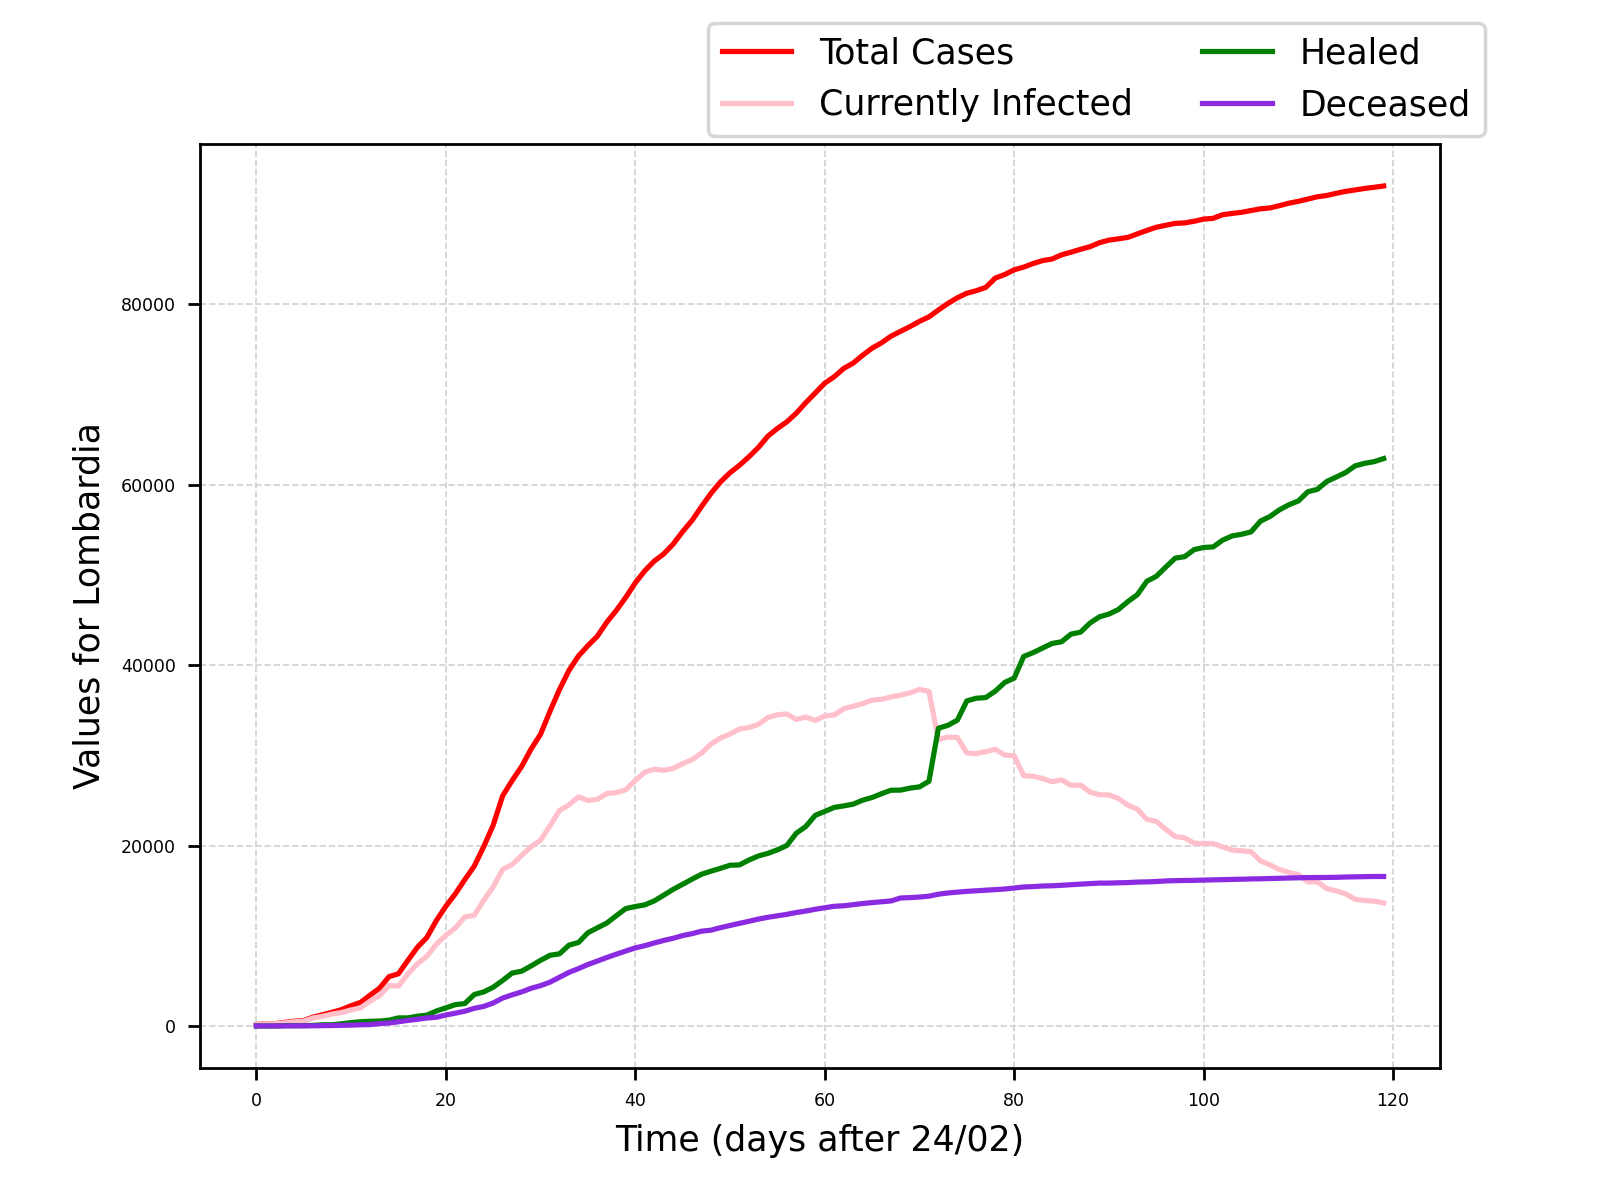 Total Cases
Currently Infected
Healed
Deceased
Values for Lombardia
80000
60000
40000
20000
0
0 20 40 60 80 100 120
Time (days after 24/02)